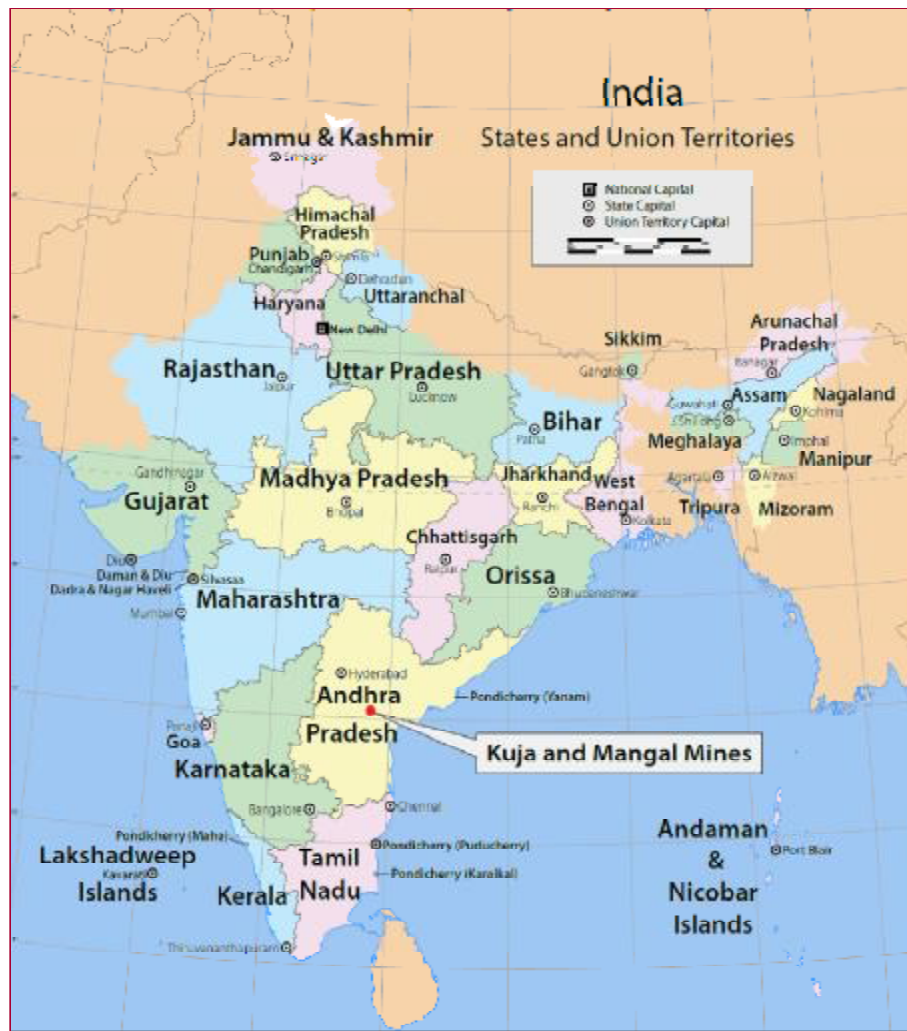 India
States and Union Territories
National Capital
State Capital
Union Territory Capital
Jammu & Kashmir
Srinagar
Himachal
Pradesh
Punjab
Chandigarh
Dehradun
Uttaranchal
Haryana
New Delhi
Arunachal
Pradesh
Itanagar
Sikkim
Gangtok
Rajasthan
Jaipur
Uttar Pradesh
Lucknow
Assam
Nagaland
Guwahati
Kohima
Shillong
Bihar
Patna
Meghalaya
Imphal
Manipur
Gandhinagar
Gujarat
Madhya Pradesh
Bhopal
Jharkhand
Ranchi
West
Bengal
Kolkata
Agartala
Tripura
Aizwal
Mizoram
Chhattisgarh
Raipur
Orissa
Bhubaneshwar
Diu
Daman & Diu
Dadra & Nagar Haveli
Silvasaa
Maharashtra
Mumbai
Hyderabad
Andhra
Pradesh
Pondicherry (Yanam)
Kuja and Mangal Mines
Panaji
Goa
Karnataka
Bangalore
Chennai
Pondicherry (Mahe)
Pondicherry (Puducherry)
Lakshadweep
Islands
Kavarati
Tamil
Nadu
Pondicherry (Karaikal)
Kerala
Thiruvananthapuram
Andaman
&
Nicobar
Islands
Port Blair